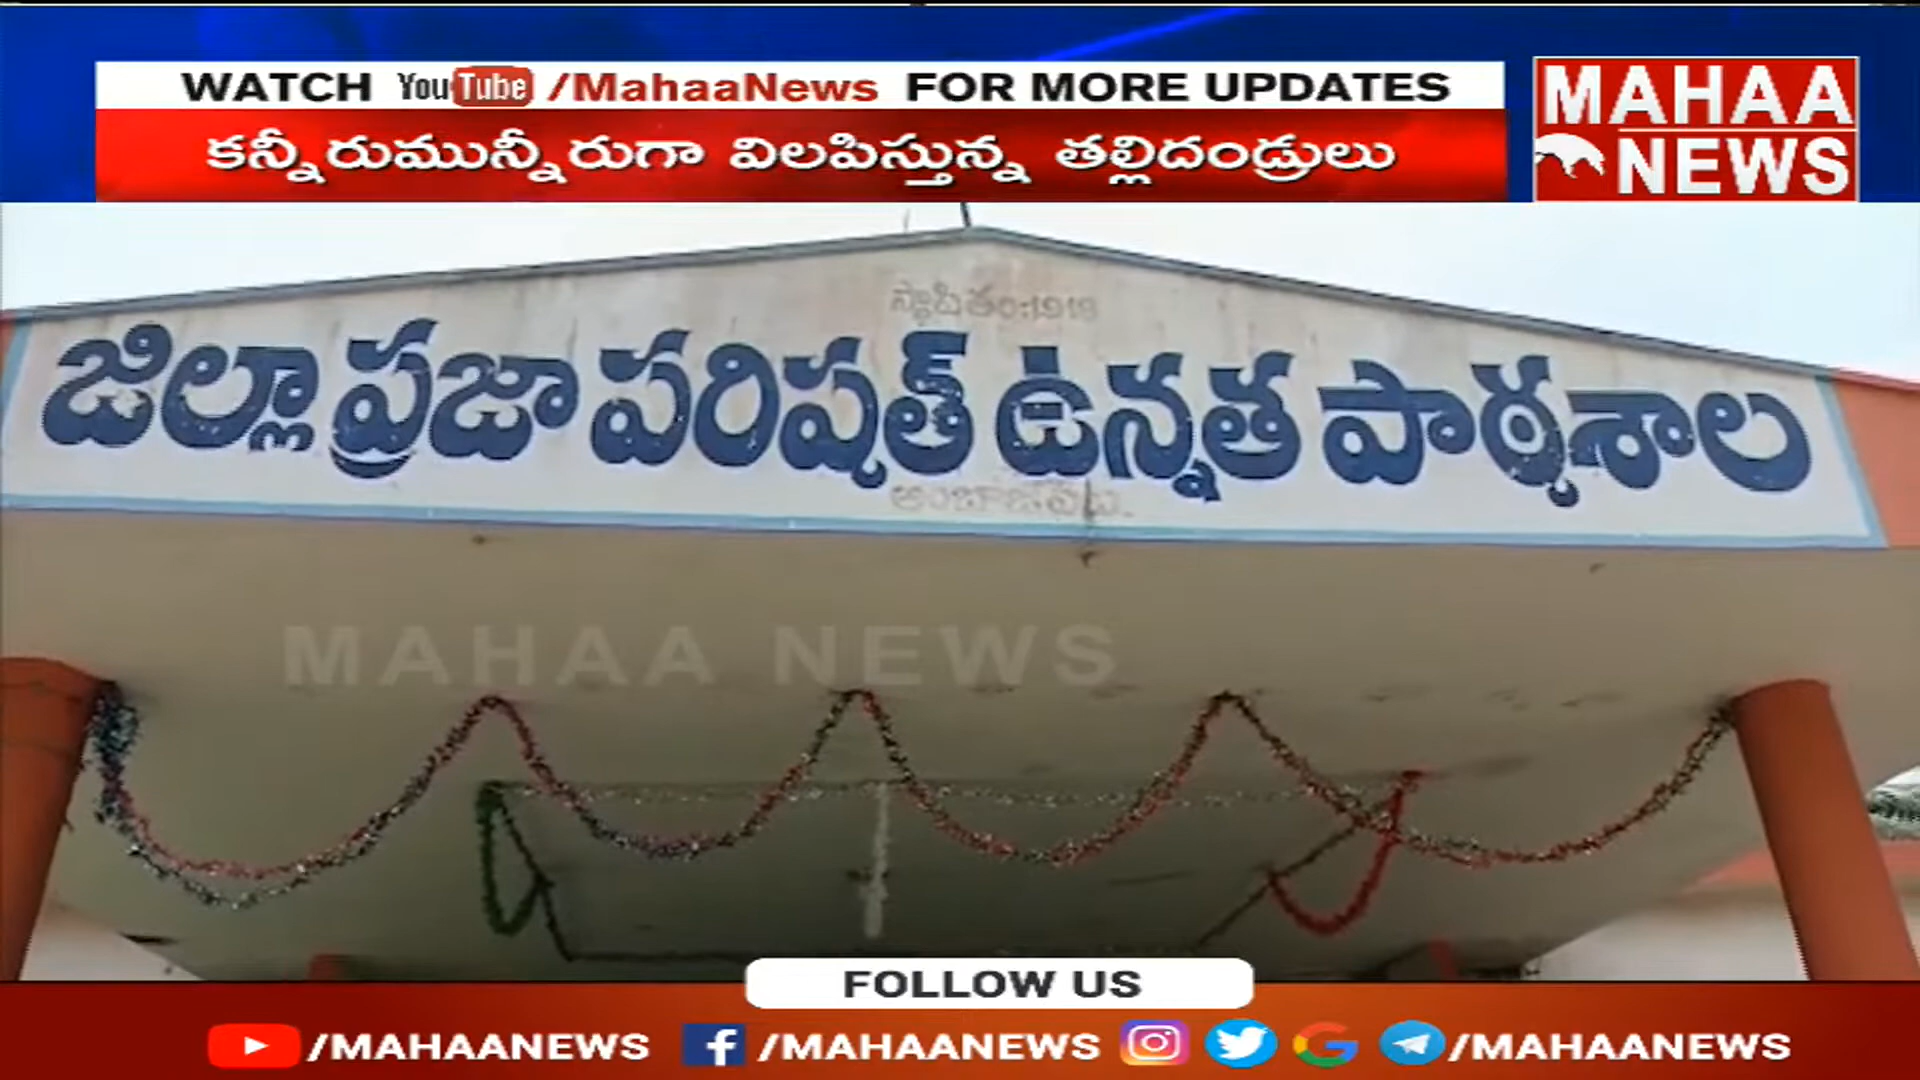 WATCH YouTube /MahaaNews FOR MORE UPDATES
కన్నీరుమున్నీరుగా విలపిస్తున్న తల్లిదండ్రులు
MAHAA
NEWS
స్థాపితం:1918
జిల్లా ప్రజా పరిషత్ ఉన్నత పాఠశాల
అంబాజీపేట.
MAHAA NEWS
FOLLOW US
/MAHAANEWS /MAHAANEWS /MAHAANEWS